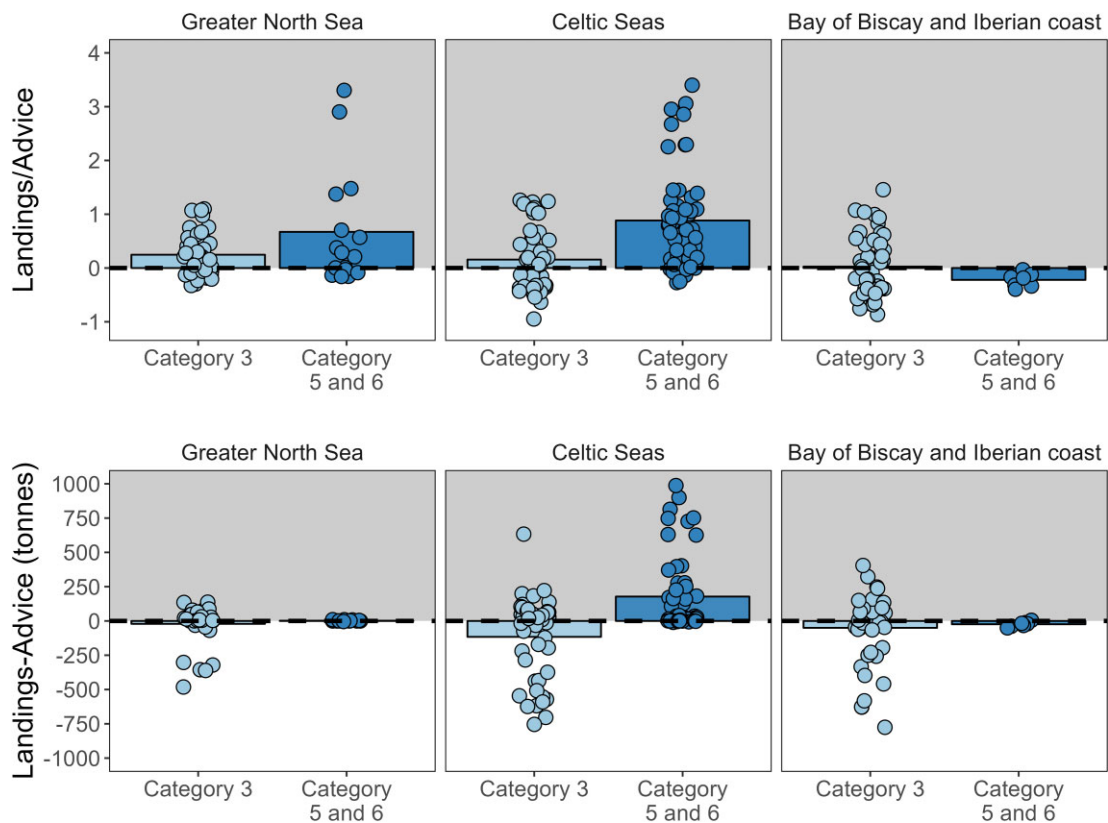 Greater North Sea
Celtic Seas
Bay of Biscay and Iberian coast
Landings/Advice
4
3
2
1
0
-1
Category 3
Category
5 and 6
Category 3
Category
5 and 6
Category 3
Category
5 and 6
Greater North Sea
Celtic Seas
Bay of Biscay and Iberian coast
Landings-Advice (tonnes)
1000
750
500
250
0
-250
-500
-750
-1000
Category 3
Category
5 and 6
Category 3
Category
5 and 6
Category 3
Category
5 and 6